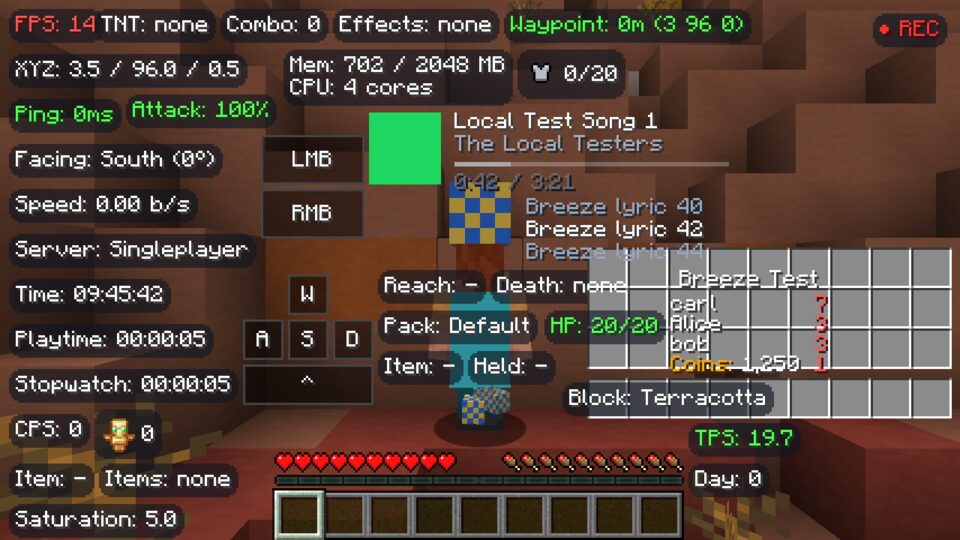 FPS: 14 TNT: none Combo: 0 Effects: none Waypoint: 0m (3 96 0) REC
XYZ: 3.5 / 96.0 / 0.5
Mem: 702 / 2048 MB
CPU: 4 cores
0/20
Ping: 0ms Attack: 100%
Local Test Song 1
The Local Testers
Facing: South (0°)
LMB
0:42 / 3:21
Speed: 0.00 b/s
RMB
Breeze lyric 40
Breeze lyric 42
Breeze lyric 44
Server: Singleplayer
Breeze Test
Time: 09:45:42
W
Reach: - Death: none
carl 7
Alice 3
bob 3
Coins: 1,250 1
Playtime: 00:00:05
A S D
Pack: Default HP: 20/20
Stopwatch: 00:00:05
^
Item: - Held: -
Block: Terracotta
CPS: 0
0
TPS: 19.7
Item: - Items: none
Day: 0
Saturation: 5.0